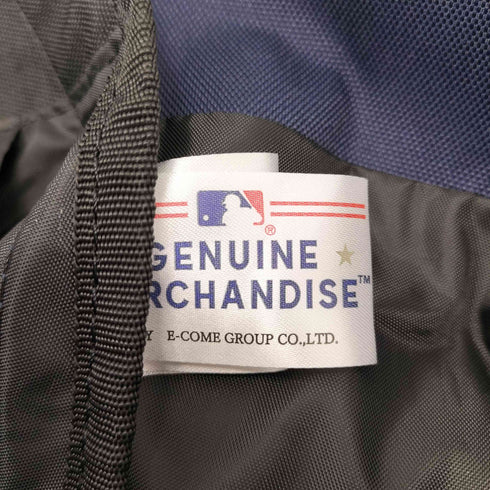 ®
GENUINE
RCHANDISE™
Y E-COME GROUP CO.,LTD.